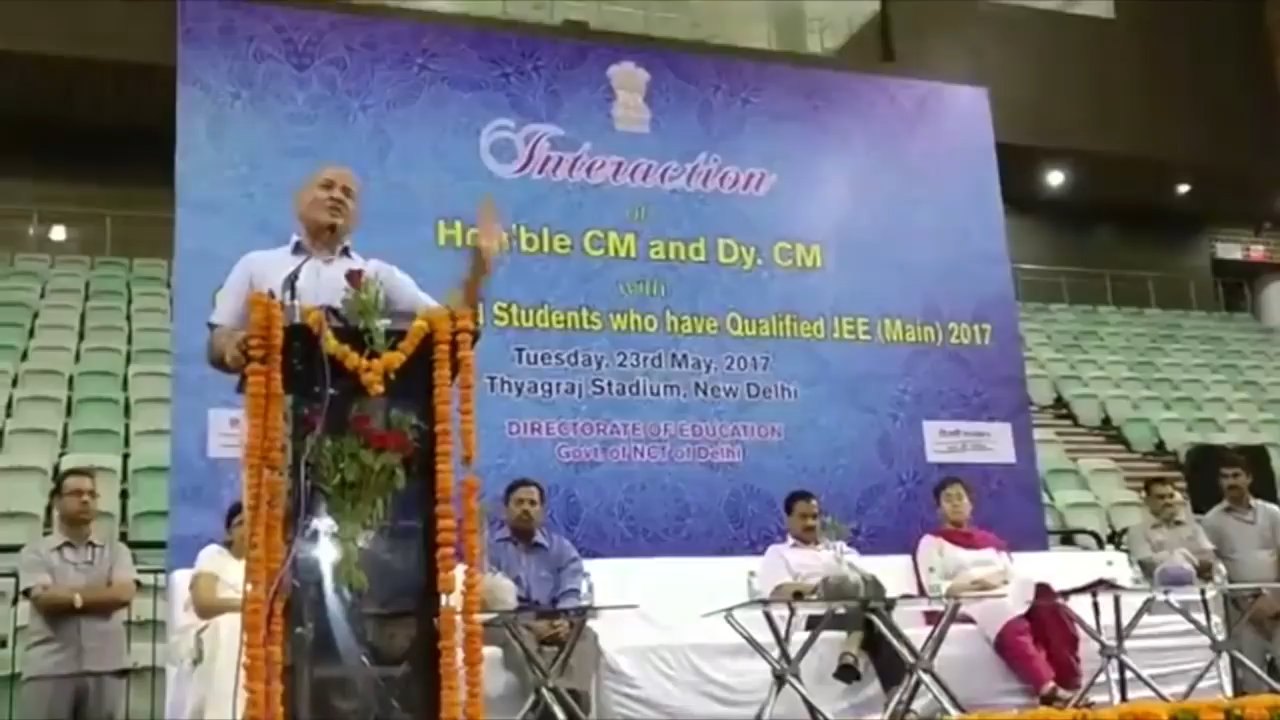 Interaction
of
Hon'ble CM and Dy. CM
with
Students who have Qualified JEE (Main) 2017
Tuesday, 23rd May, 2017
Thyagraj Stadium, New Delhi
DIRECTORATE OF EDUCATION
Govt. of NCT of Delhi